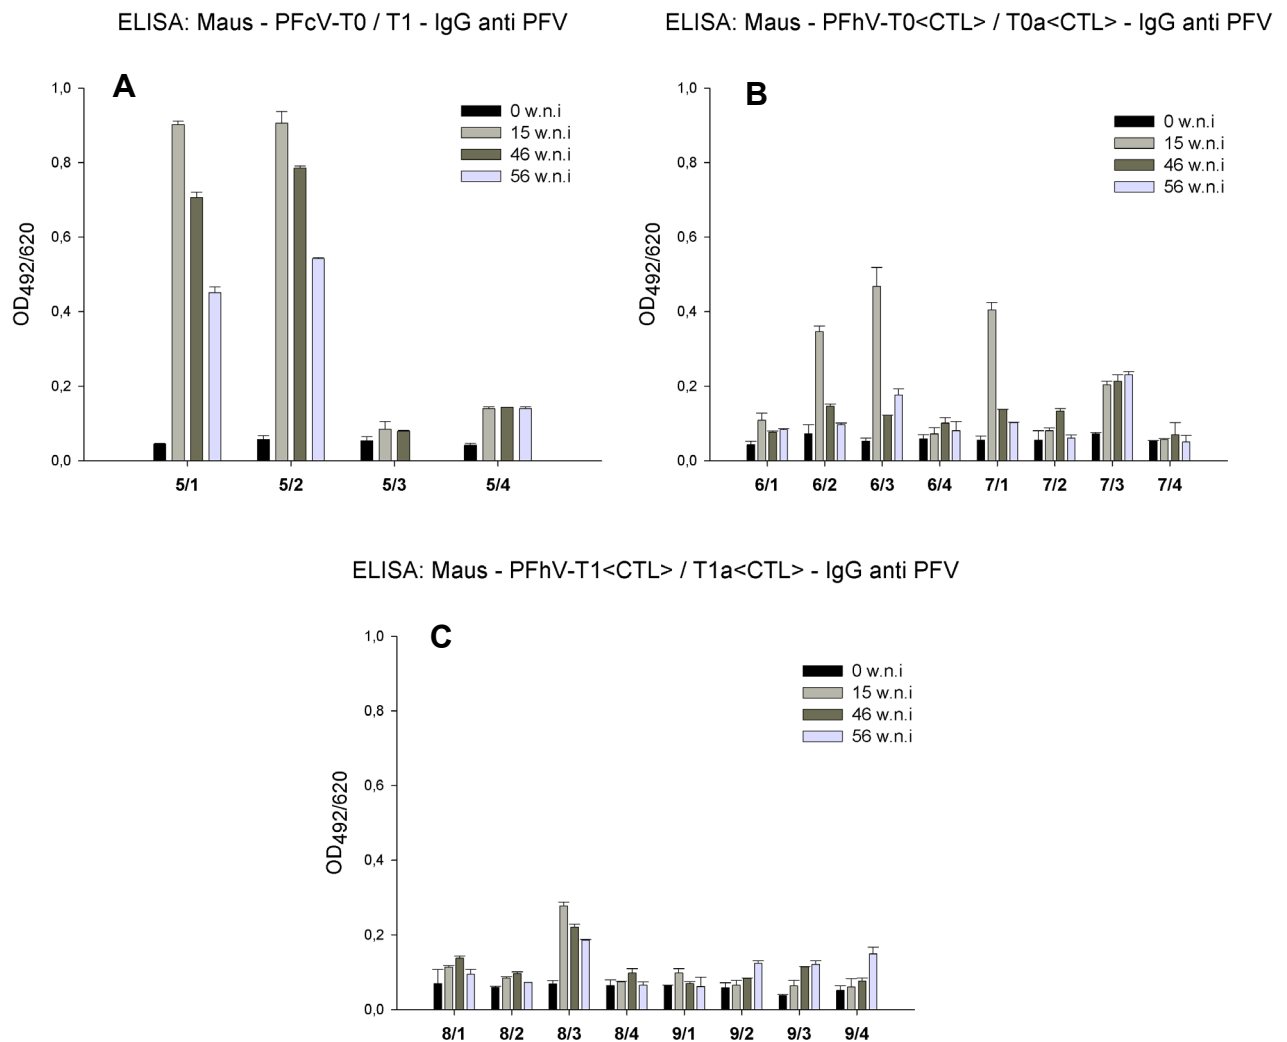 ELISA: Maus - PFcV-T0 / T1 - IgG anti PFV
A
1,0
0,8
0,6
0,4
0,2
0,0
OD492/620
0 w.n.i
15 w.n.i
46 w.n.i
56 w.n.i
5/1 5/2 5/3 5/4
ELISA: Maus - PFhV-T0<CTL> / T0a<CTL> - IgG anti PFV
B
1,0
0,8
0,6
0,4
0,2
0,0
OD492/620
0 w.n.i
15 w.n.i
46 w.n.i
56 w.n.i
6/1 6/2 6/3 6/4 7/1 7/2 7/3 7/4
ELISA: Maus - PFhV-T1<CTL> / T1a<CTL> - IgG anti PFV
C
1,0
0,8
0,6
0,4
0,2
0,0
OD492/620
0 w.n.i
15 w.n.i
46 w.n.i
56 w.n.i
8/1 8/2 8/3 8/4 9/1 9/2 9/3 9/4